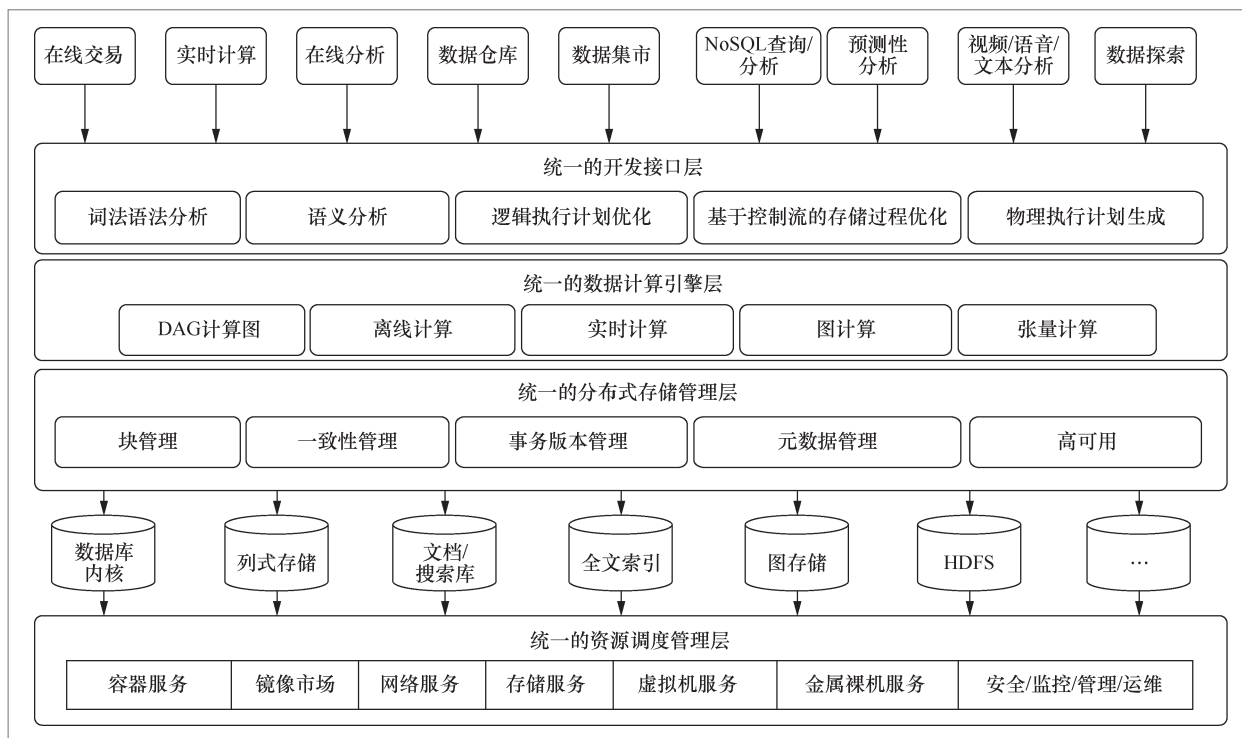 在线交易
实时计算
在线分析
数据仓库
数据集市
NoSQL查询/
分析
预测性
分析
视频/语音/
文本分析
数据探索
统一的开发接口层
词法语法分析
语义分析
逻辑执行计划优化
基于控制流的存储过程优化
物理执行计划生成
统一的数据计算引擎层
DAG计算图
离线计算
实时计算
图计算
张量计算
统一的分布式存储管理层
块管理
一致性管理
事务版本管理
元数据管理
高可用
数据库
内核
列式存储
文档/
搜索库
全文索引
图存储
HDFS
…
统一的资源调度管理层
容器服务
镜像市场
网络服务
存储服务
虚拟机服务
金属裸机服务
安全/监控/管理/运维